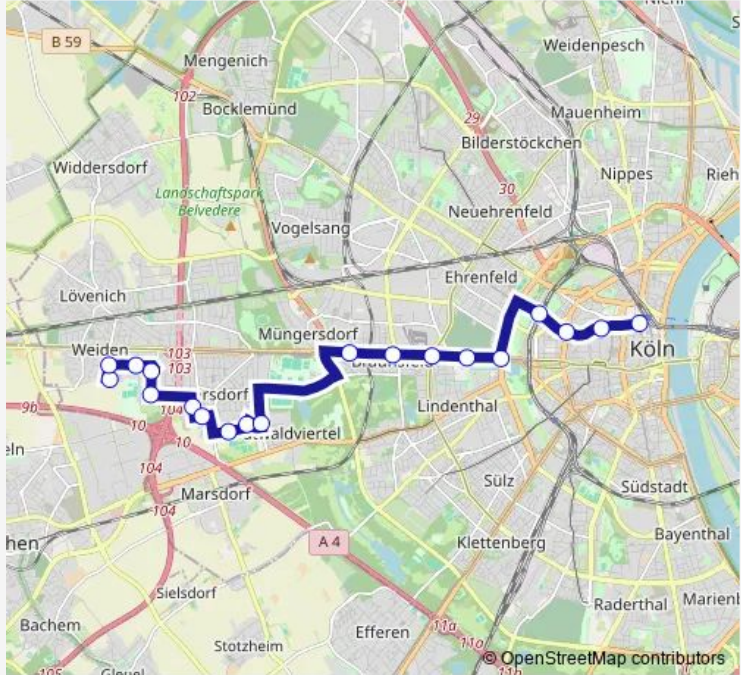 B 59
Mengenich
Weidenpesch
102
Bocklemünd
29
Mauenheim
Bilderstöckchen
Widdersdorf
Nippes
Landschaftspark
Belvedere
30
Neuehrenfeld
Vogelsang
Ehrenfeld
Lövenich
Müngersdorf
Weiden
103
103
Köln
9b
104
10
10
Lindenthal
104
Sülz
Marsdorf
Südstadt
104
A 4
Klettenberg
Bayenthal
Sielsdorf
Raderthal
Bachem
Stotzheim
Efferen
11a
11a
© OpenStreetMap contributors